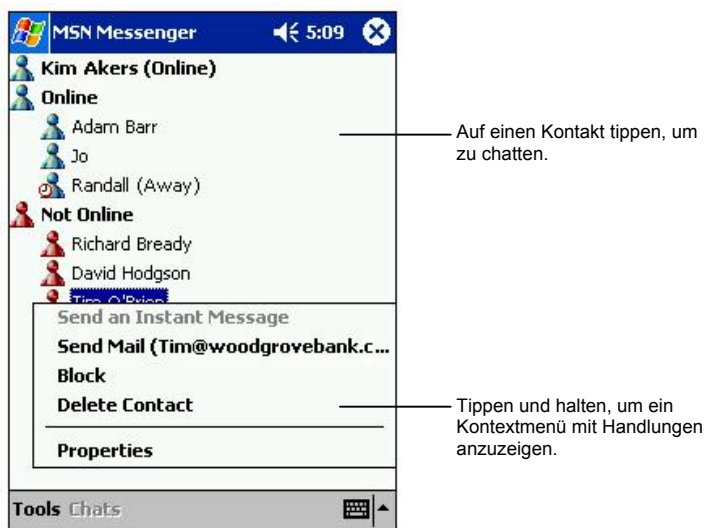 MSN Messenger 5:09
Kim Akers (Online)
Online
Adam Barr
Jo
Randall (Away)
Not Online
Richard Bready
David Hodgson
Tim O'Brien
Send an Instant Message
Send Mail (Tim@woodgrovebank.c...
Block
Delete Contact
Properties
Tools Chats
Auf einen Kontakt tippen, um
zu chatten.
Tippen und halten, um ein
Kontextmenü mit Handlungen
anzuzeigen.